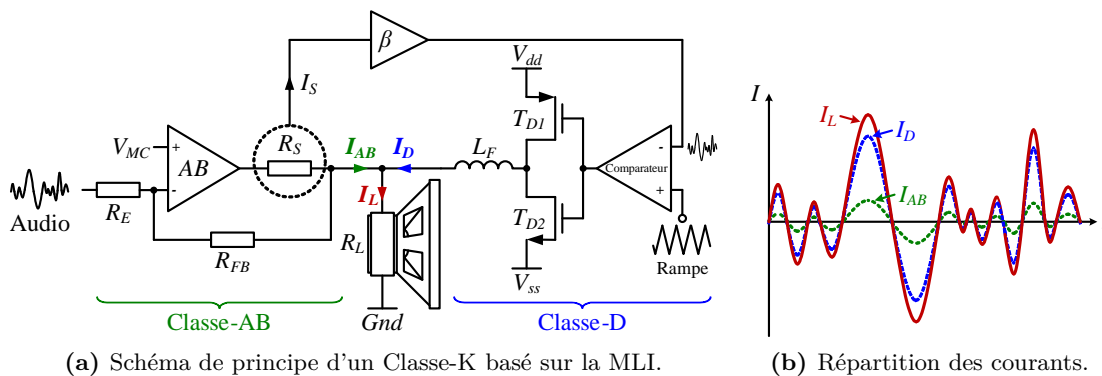 β
V_dd
I_S
T_D1
I
I_L
I_D
V_MC
+
AB
-
R_S
I_AB
I_D
L_F
Comparateur
-
+
I_AB
Audio
R_E
I_L
T_D2
R_FB
R_L
V_ss
Rampe
Classe-AB
Gnd
Classe-D
(a) Schéma de principe d'un Classe-K basé sur la MLI.
(b) Répartition des courants.